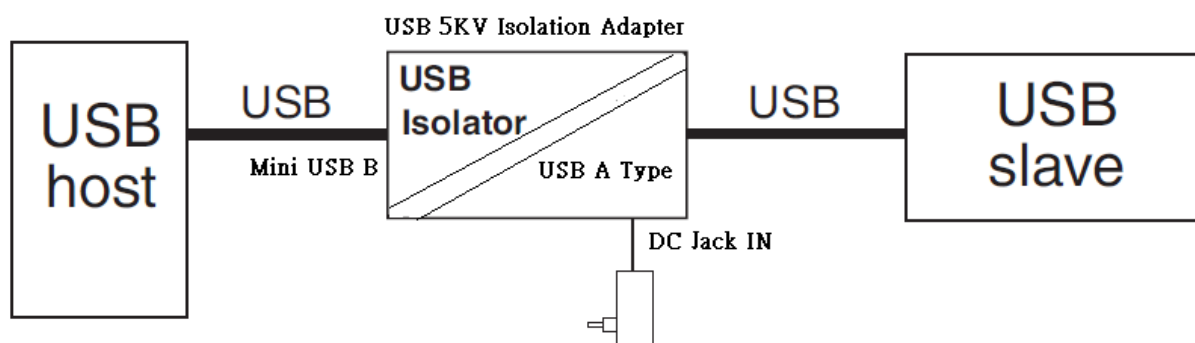 USB 5KV Isolation Adapter
USB
host
USB
Mini USB B
USB
Isolator
USB A Type
USB
DC Jack IN
USB
slave